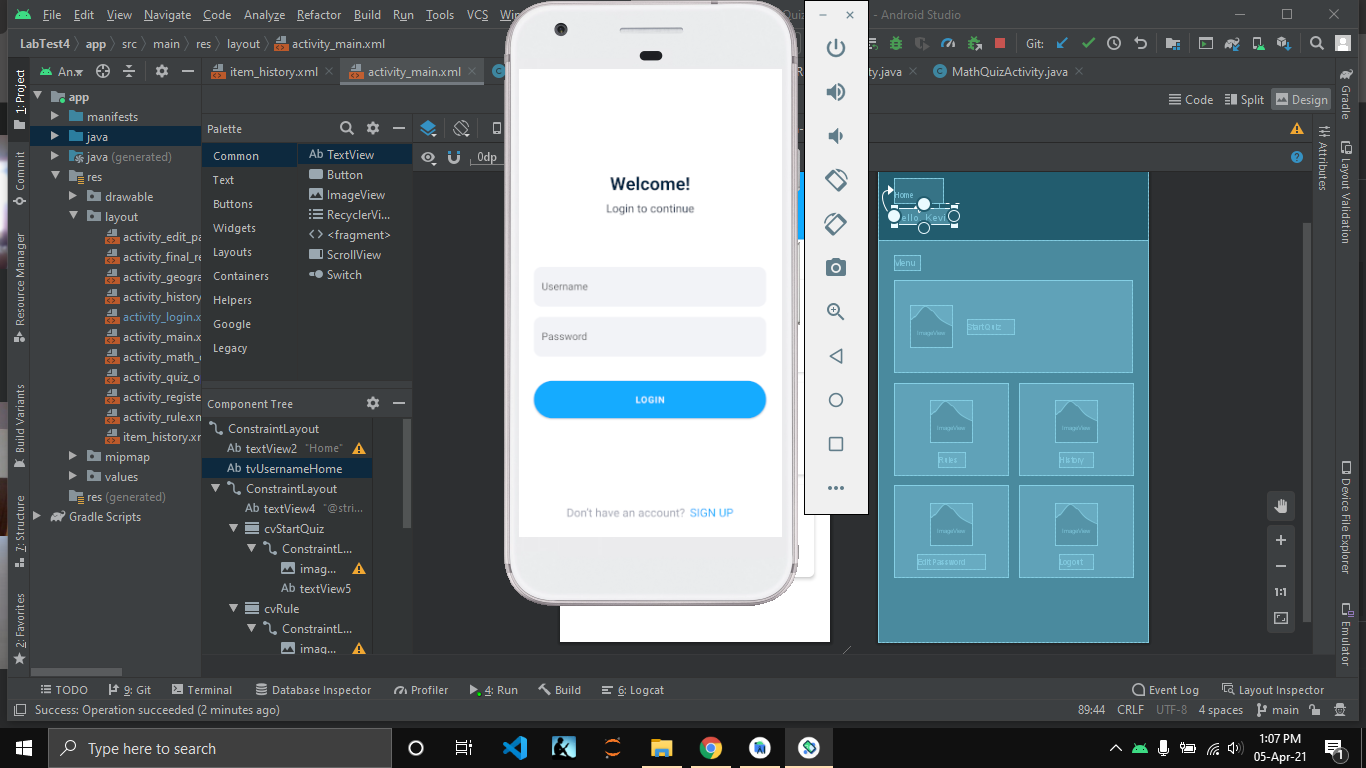 File Edit View Navigate Code Analyze Refactor Build Run Tools VCS - Android Studio
LabTest4 app src main res layout activity_main.xml
Git:
An... item_history.xml activity_main.xml MathQuizActivity.java
1: Project
Commit
Resource Manager
Build Variants
7: Structure
2: Favorites
app
manifests
java
java (generated)
res
drawable
layout
activity_edit_pa
activity_final_re
activity_geogra
activity_history
activity_login.x
activity_main.x
activity_math_
activity_quiz_o
activity_registe
activity_rule.xn
item_history.xr
mipmap
values
res (generated)
Gradle Scripts
Palette
Common
Text
Buttons
Widgets
Layouts
Containers
Helpers
Google
Legacy
Ab TextView
Button
ImageView
RecyclerVi...
<fragment>
ScrollView
Switch
Component Tree
ConstraintLayout
Ab textView2 "Home"
Ab tvUsernameHome
ConstraintLayout
Ab textView4 "@stri...
cvStartQuiz
ConstraintL...
imag...
Ab textView5
cvRule
ConstraintL...
imag...
0dp
Welcome!
Login to continue
Username
Password
LOGIN
Don't have an account? SIGN UP
Code Split Design
Home
Menu
ImageView
Start Quiz
ImageView ImageView
Rules History
ImageView ImageView
Edit Password Logout
1:1
Gradle
Attributes
Layout Validation
Device File Explorer
Emulator
TODO 9: Git Terminal Database Inspector Profiler 4: Run Build 6: Logcat Event Log Layout Inspector
Success: Operation succeeded (2 minutes ago) 89:44 CRLF UTF-8 4 spaces main
Type here to search
1:07 PM
05-Apr-21
1